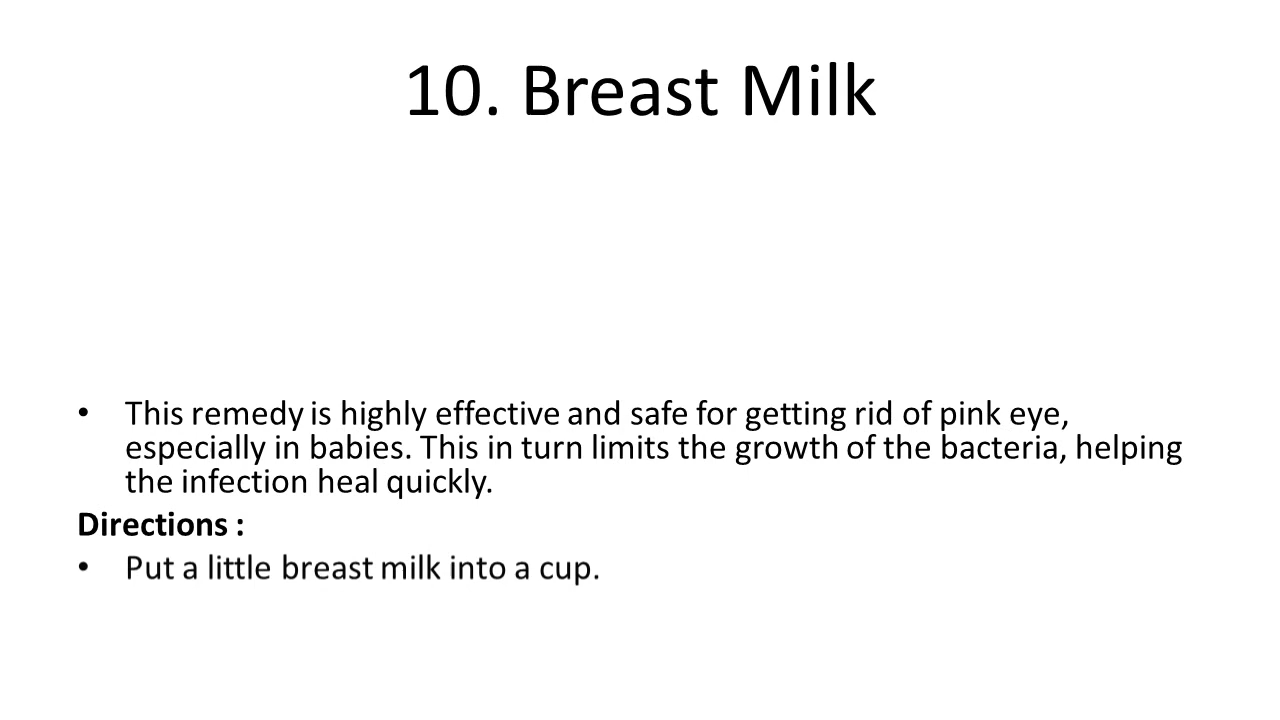 10. Breast Milk
• This remedy is highly effective and safe for getting rid of pink eye,
especially in babies. This in turn limits the growth of the bacteria, helping
the infection heal quickly.
Directions :
• Put a little breast milk into a cup.